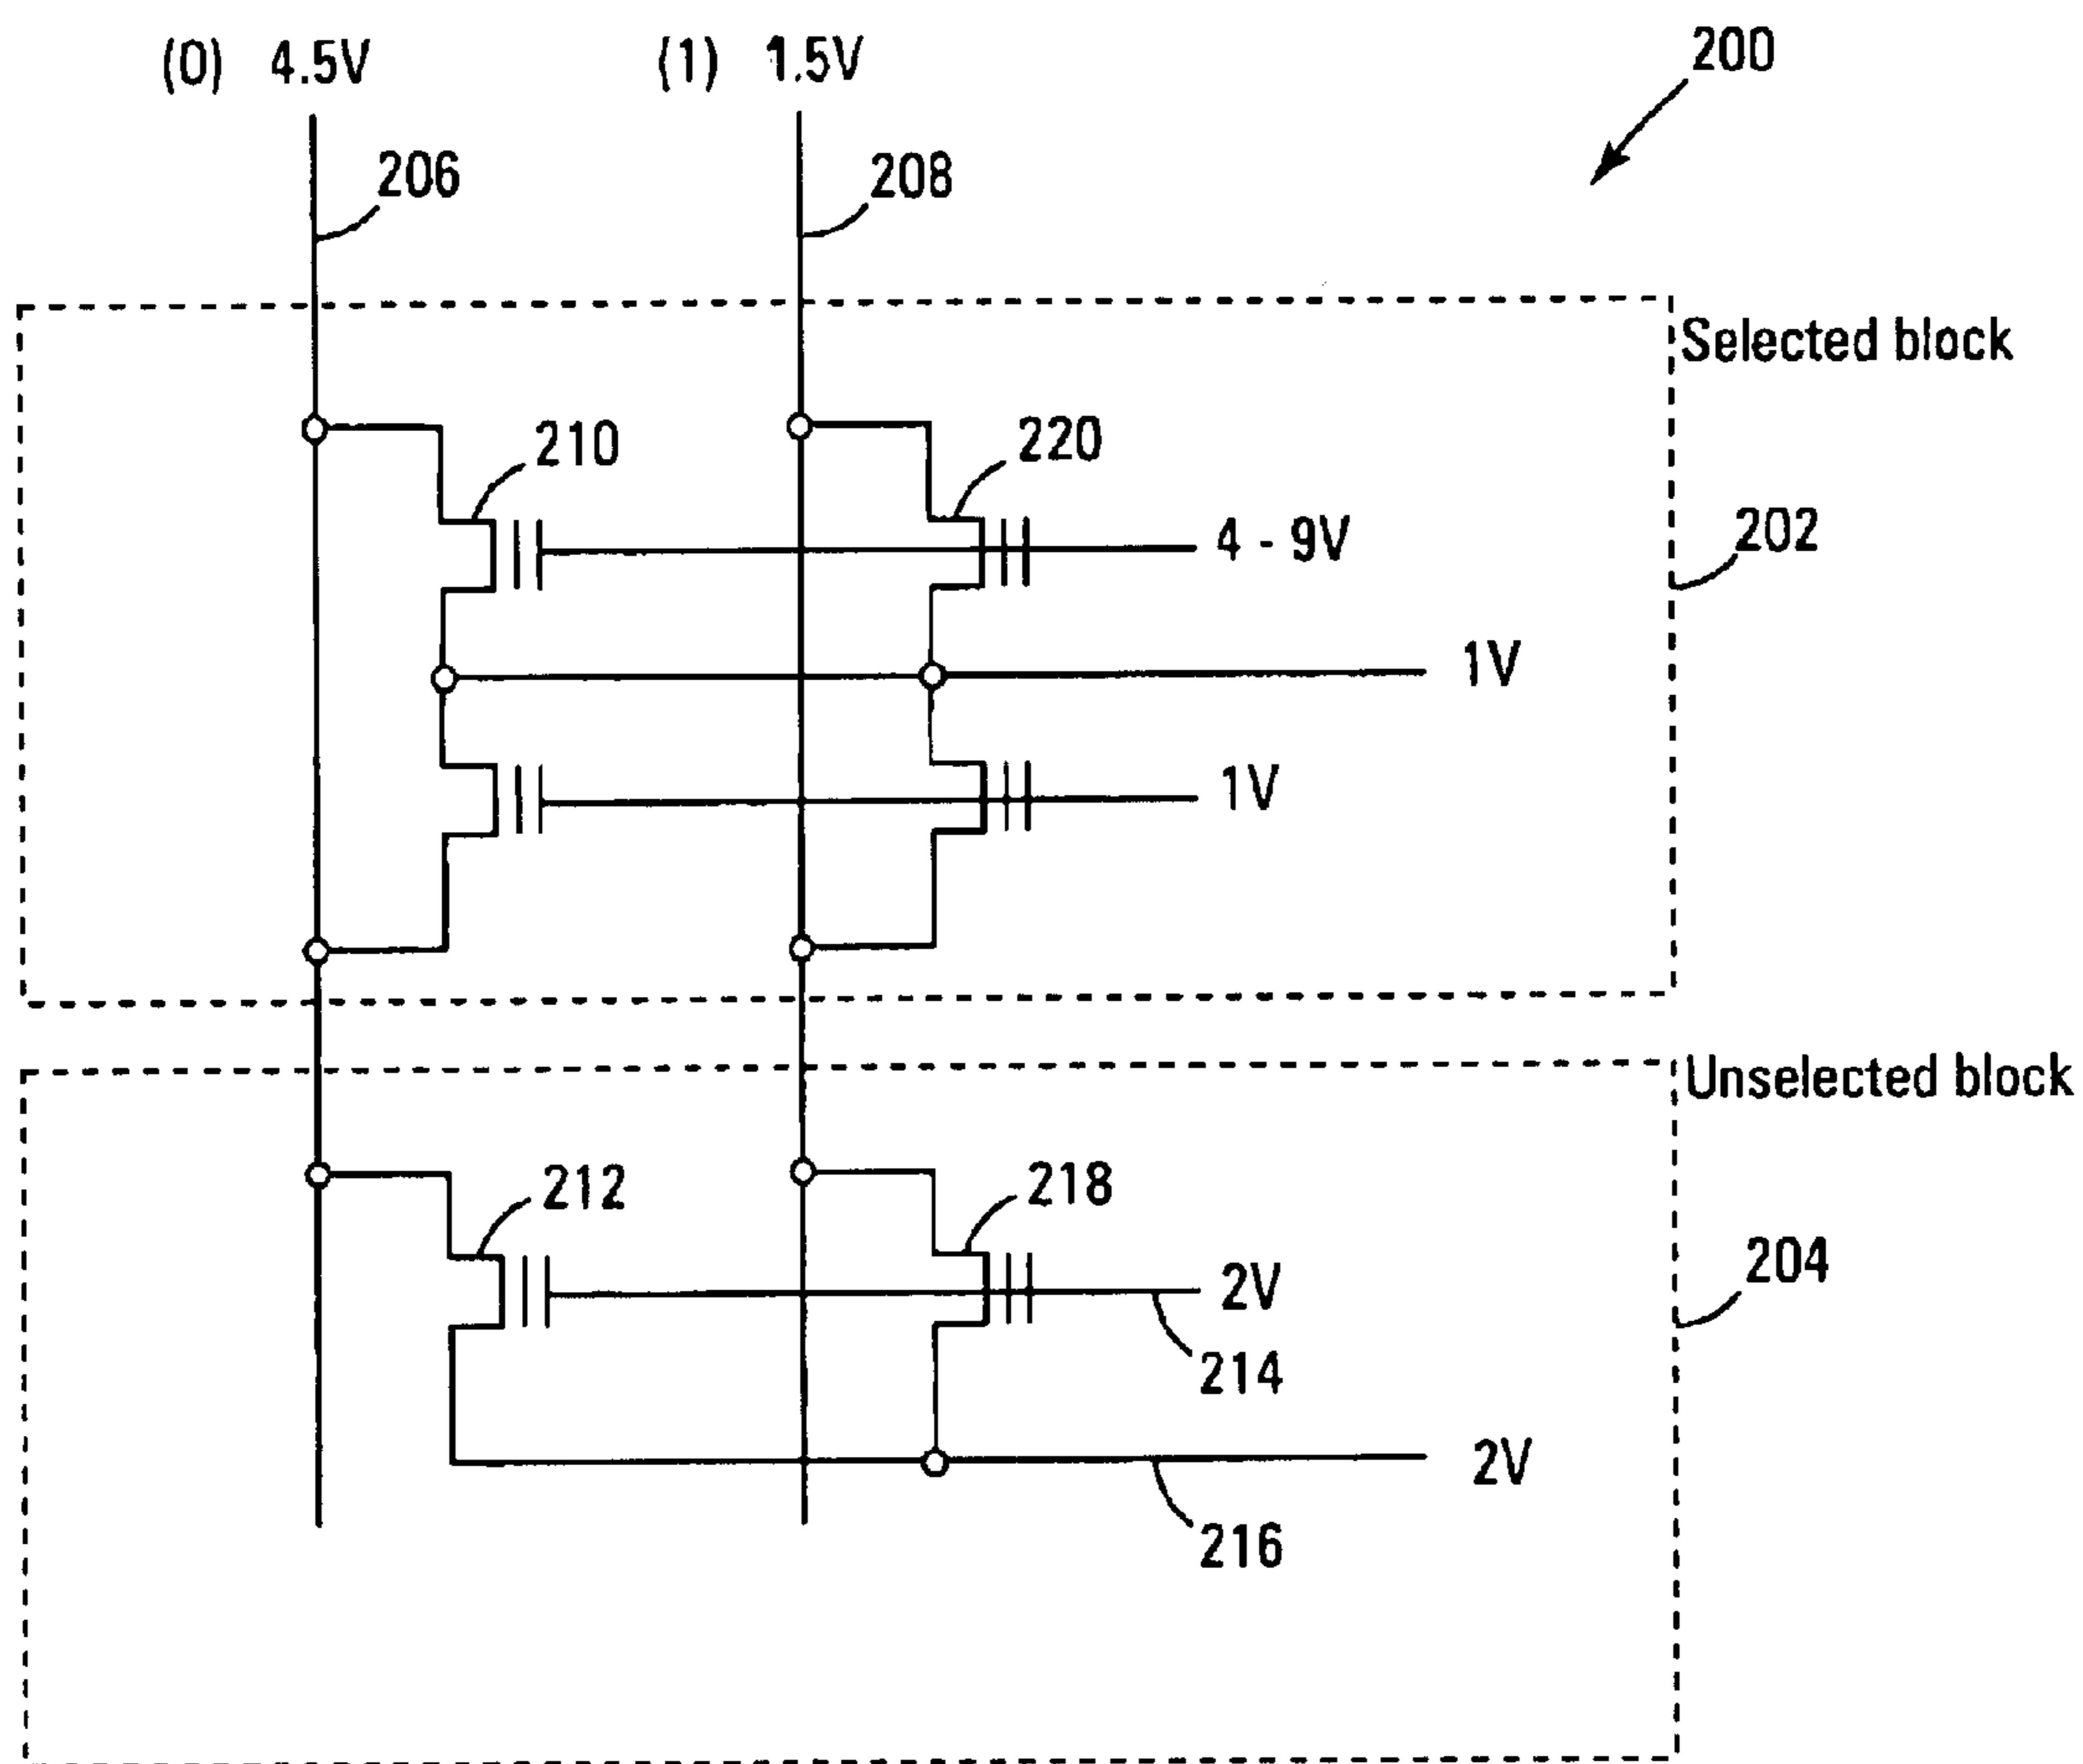 (0) 4.5V (1) 1.5V 200
206 208
Selected block
210 220
4 - 9V 202
1V
1V
Unselected block
212 218
2V 204
214
2V
216